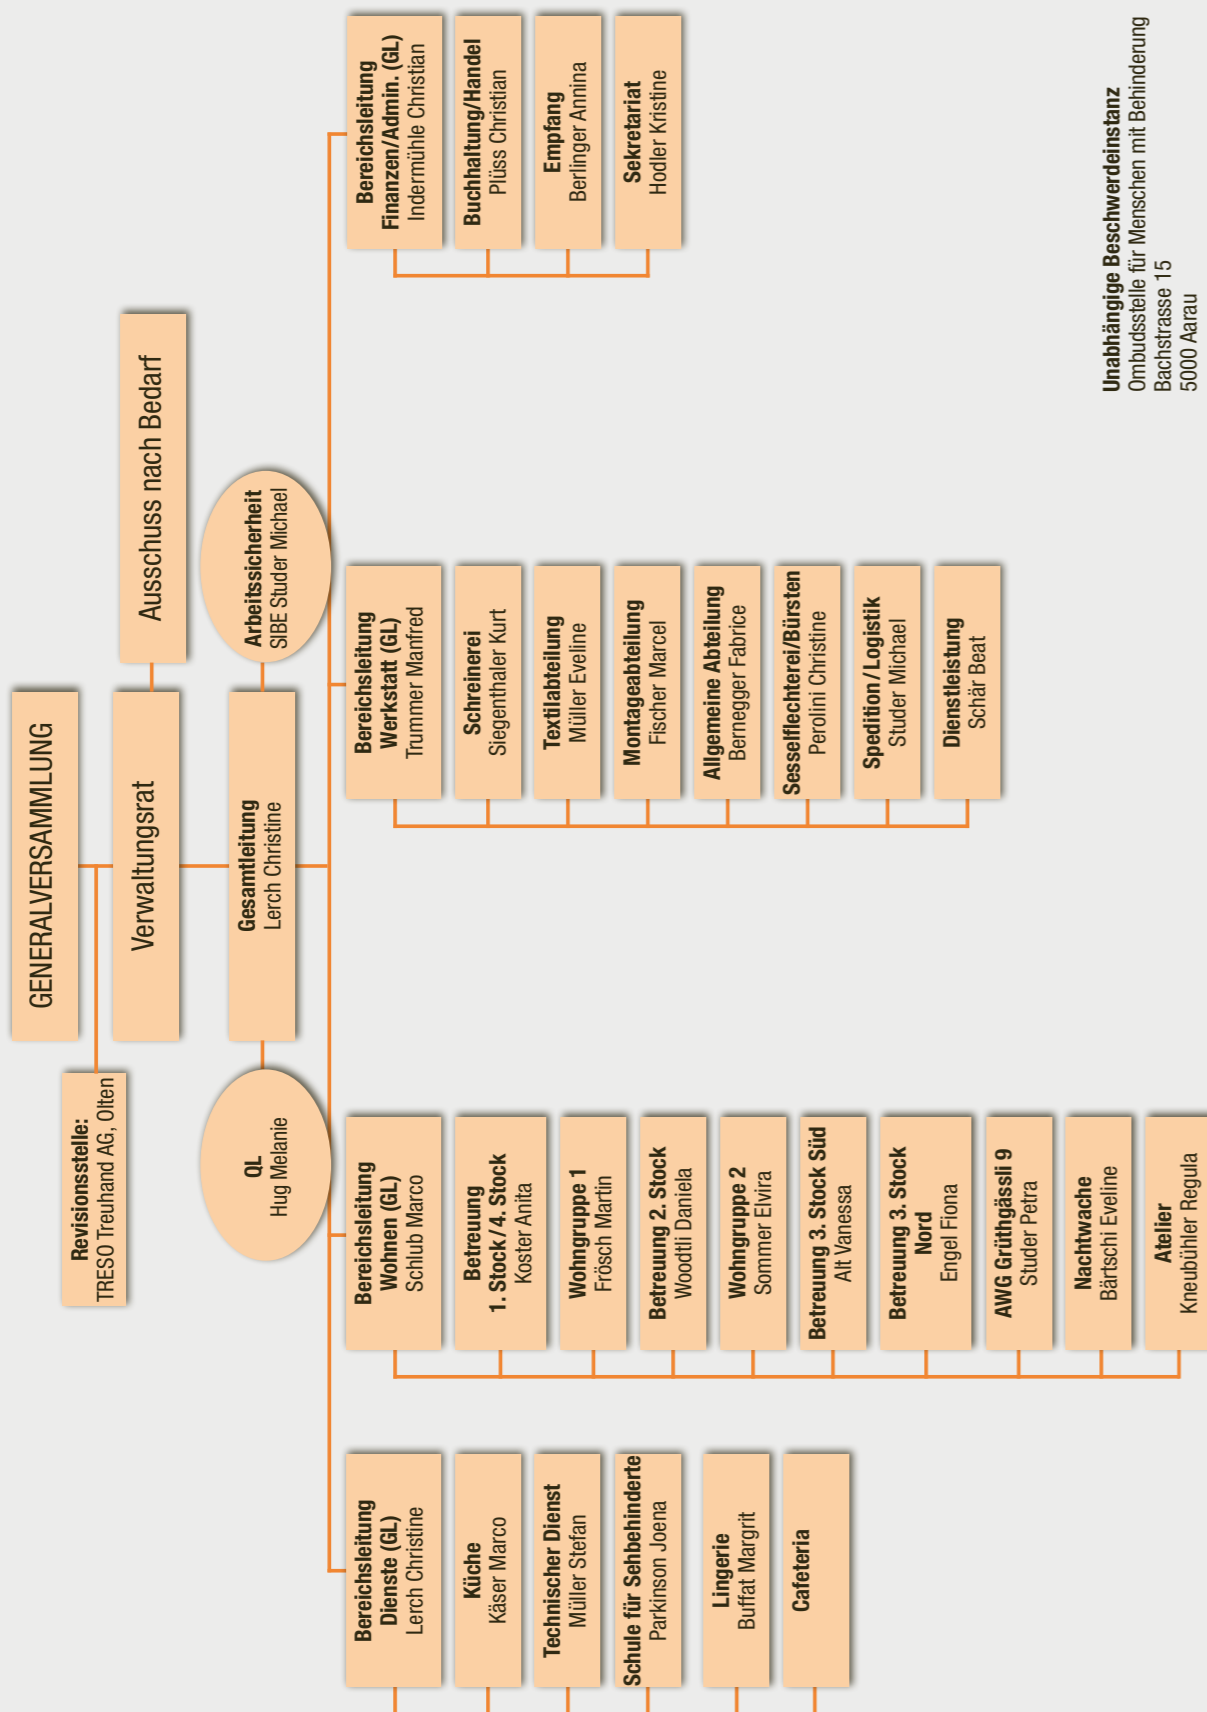 GENERALVERSAMMLUNG
Revisionsstelle:
TRESO Treuhand AG, Olten
Verwaltungsrat
Ausschuss nach Bedarf
QL
Hug Melanie
Gesamtleitung
Lerch Christine
Arbeitssicherheit
SIBE Studer Michael
Bereichsleitung
Dienste (GL)
Lerch Christine
Küche
Käser Marco
Technischer Dienst
Müller Stefan
Schule für Sehbehinderte
Parkinson Joena
Lingerie
Buffat Margrit
Cafeteria
Bereichsleitung
Wohnen (GL)
Schlub Marco
Betreuung
1. Stock / 4. Stock
Koster Anita
Wohngruppe 1
Frösch Martin
Betreuung 2. Stock
Woodtli Daniela
Wohngruppe 2
Sommer Elvira
Betreuung 3. Stock Süd
Alt Vanessa
Betreuung 3. Stock
Nord
Engel Fiona
AWG Grüthgässli 9
Studer Petra
Nachtwache
Bärtschi Eveline
Atelier
Kneubühler Regula
Bereichsleitung
Werkstatt (GL)
Trummer Manfred
Schreinerei
Siegenthaler Kurt
Textilabteilung
Müller Eveline
Montageabteilung
Fischer Marcel
Allgemeine Abteilung
Bernegger Fabrice
Sesselflechterei/Bürsten
Perolini Christine
Spedition / Logistik
Studer Michael
Dienstleistung
Schär Beat
Bereichsleitung
Finanzen/Admin. (GL)
Indermühle Christian
Buchhaltung/Handel
Plüss Christian
Empfang
Berlinger Annina
Sekretariat
Hodler Kristine
Unabhängige Beschwerdeinstanz
Ombudsstelle für Menschen mit Behinderung
Bachstrasse 15
5000 Aarau